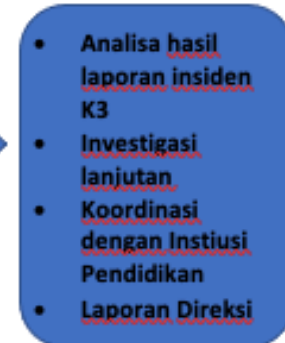 • Analisa hasil
laporan insiden
K3
• Investigasi
lanjutan
• Koordinasi
dengan Instiusi
Pendidikan
• Laporan Direksi